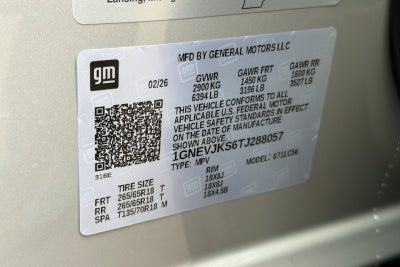 gm
MFD BY GENERAL MOTORS LLC
02/26
GVWR GAWR FRT GAWR RR
2900 KG 1450 KG 1600 KG
6394 LB 3196 LB 3527 LB
THIS VEHICLE CONFORMS TO ALL
APPLICABLE U.S. FEDERAL MOTOR
VEHICLE SAFETY STANDARDS IN EFFECT
ON THE DATE OF MANUFACTURE
SHOWN ABOVE.
1GNEVJKS6TJ288057
TYPE: MPV MODEL:
316E
TIRE SIZE RIM
FRT 265/65R18 T 18X8J
RR 265/65R18 T 18X8J
SPA T135/70R18 M 18X4.5B